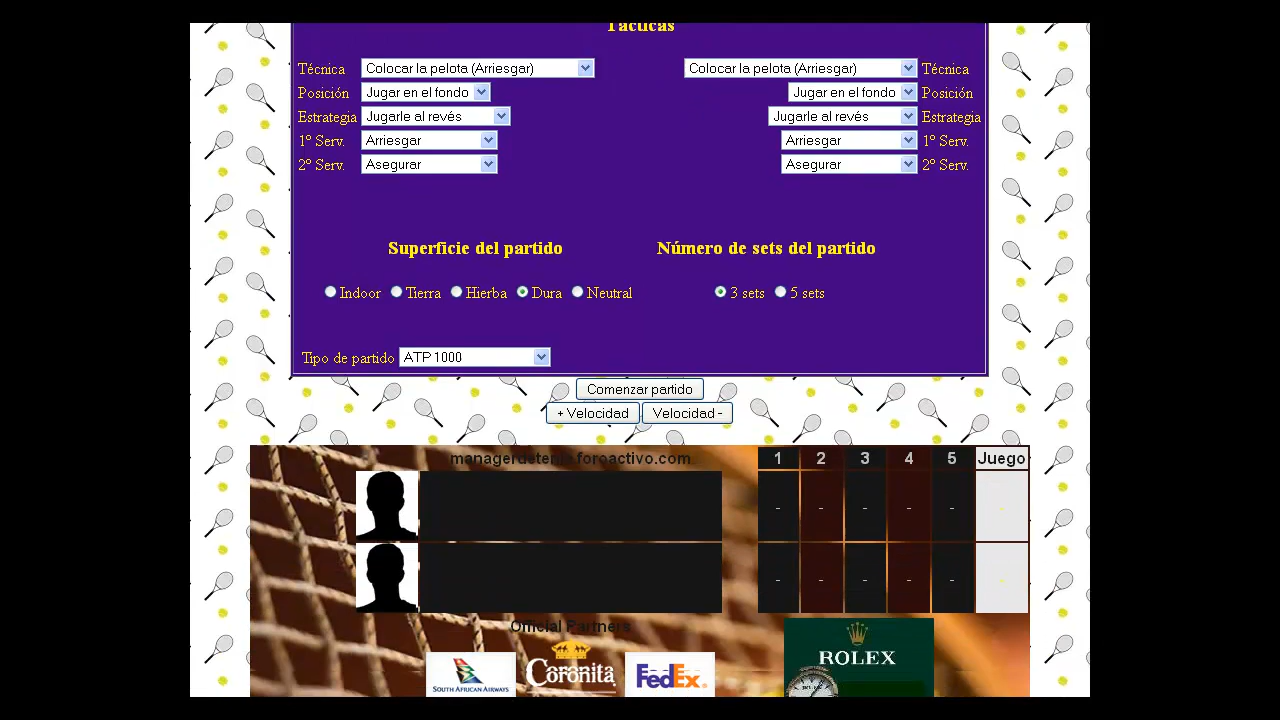 Tácticas
Técnica Colocar la pelota (Arriesgar) Colocar la pelota (Arriesgar) Técnica
Posición Jugar en el fondo Jugar en el fondo Posición
Estrategia Jugarle al revés Jugarle al revés Estrategia
1º Serv. Arriesgar Arriesgar 1º Serv.
2º Serv. Asegurar Asegurar 2º Serv.
Superficie del partido Número de sets del partido
Indoor Tierra Hierba Dura Neutral 3 sets 5 sets
Tipo de partido ATP 1000
Comenzar partido
+ Velocidad Velocidad -
managerdetenis.foroactivo.com 1 2 3 4 5 Juego
- - - - - -
- - - - - -
Official Partners
SOUTH AFRICAN AIRWAYS Coronita FedEx ROLEX